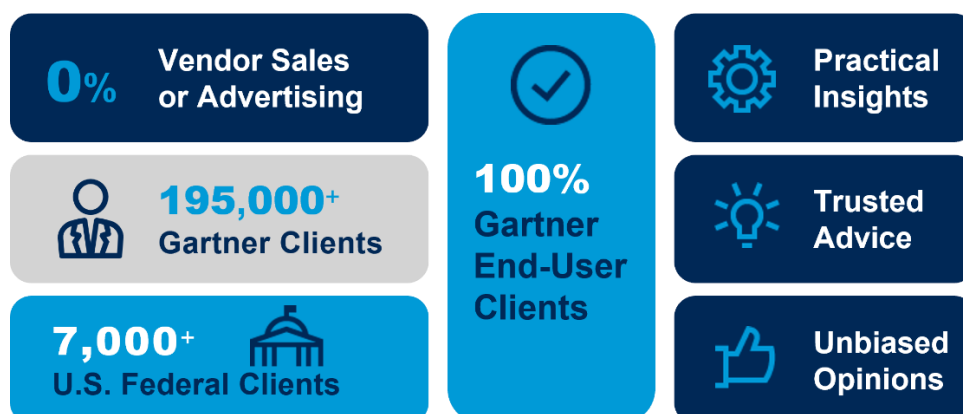 0%
Vendor Sales
or Advertising
195,000+
Gartner Clients
7,000+
U.S. Federal Clients
100%
Gartner
End-User
Clients
Practical
Insights
Trusted
Advice
Unbiased
Opinions